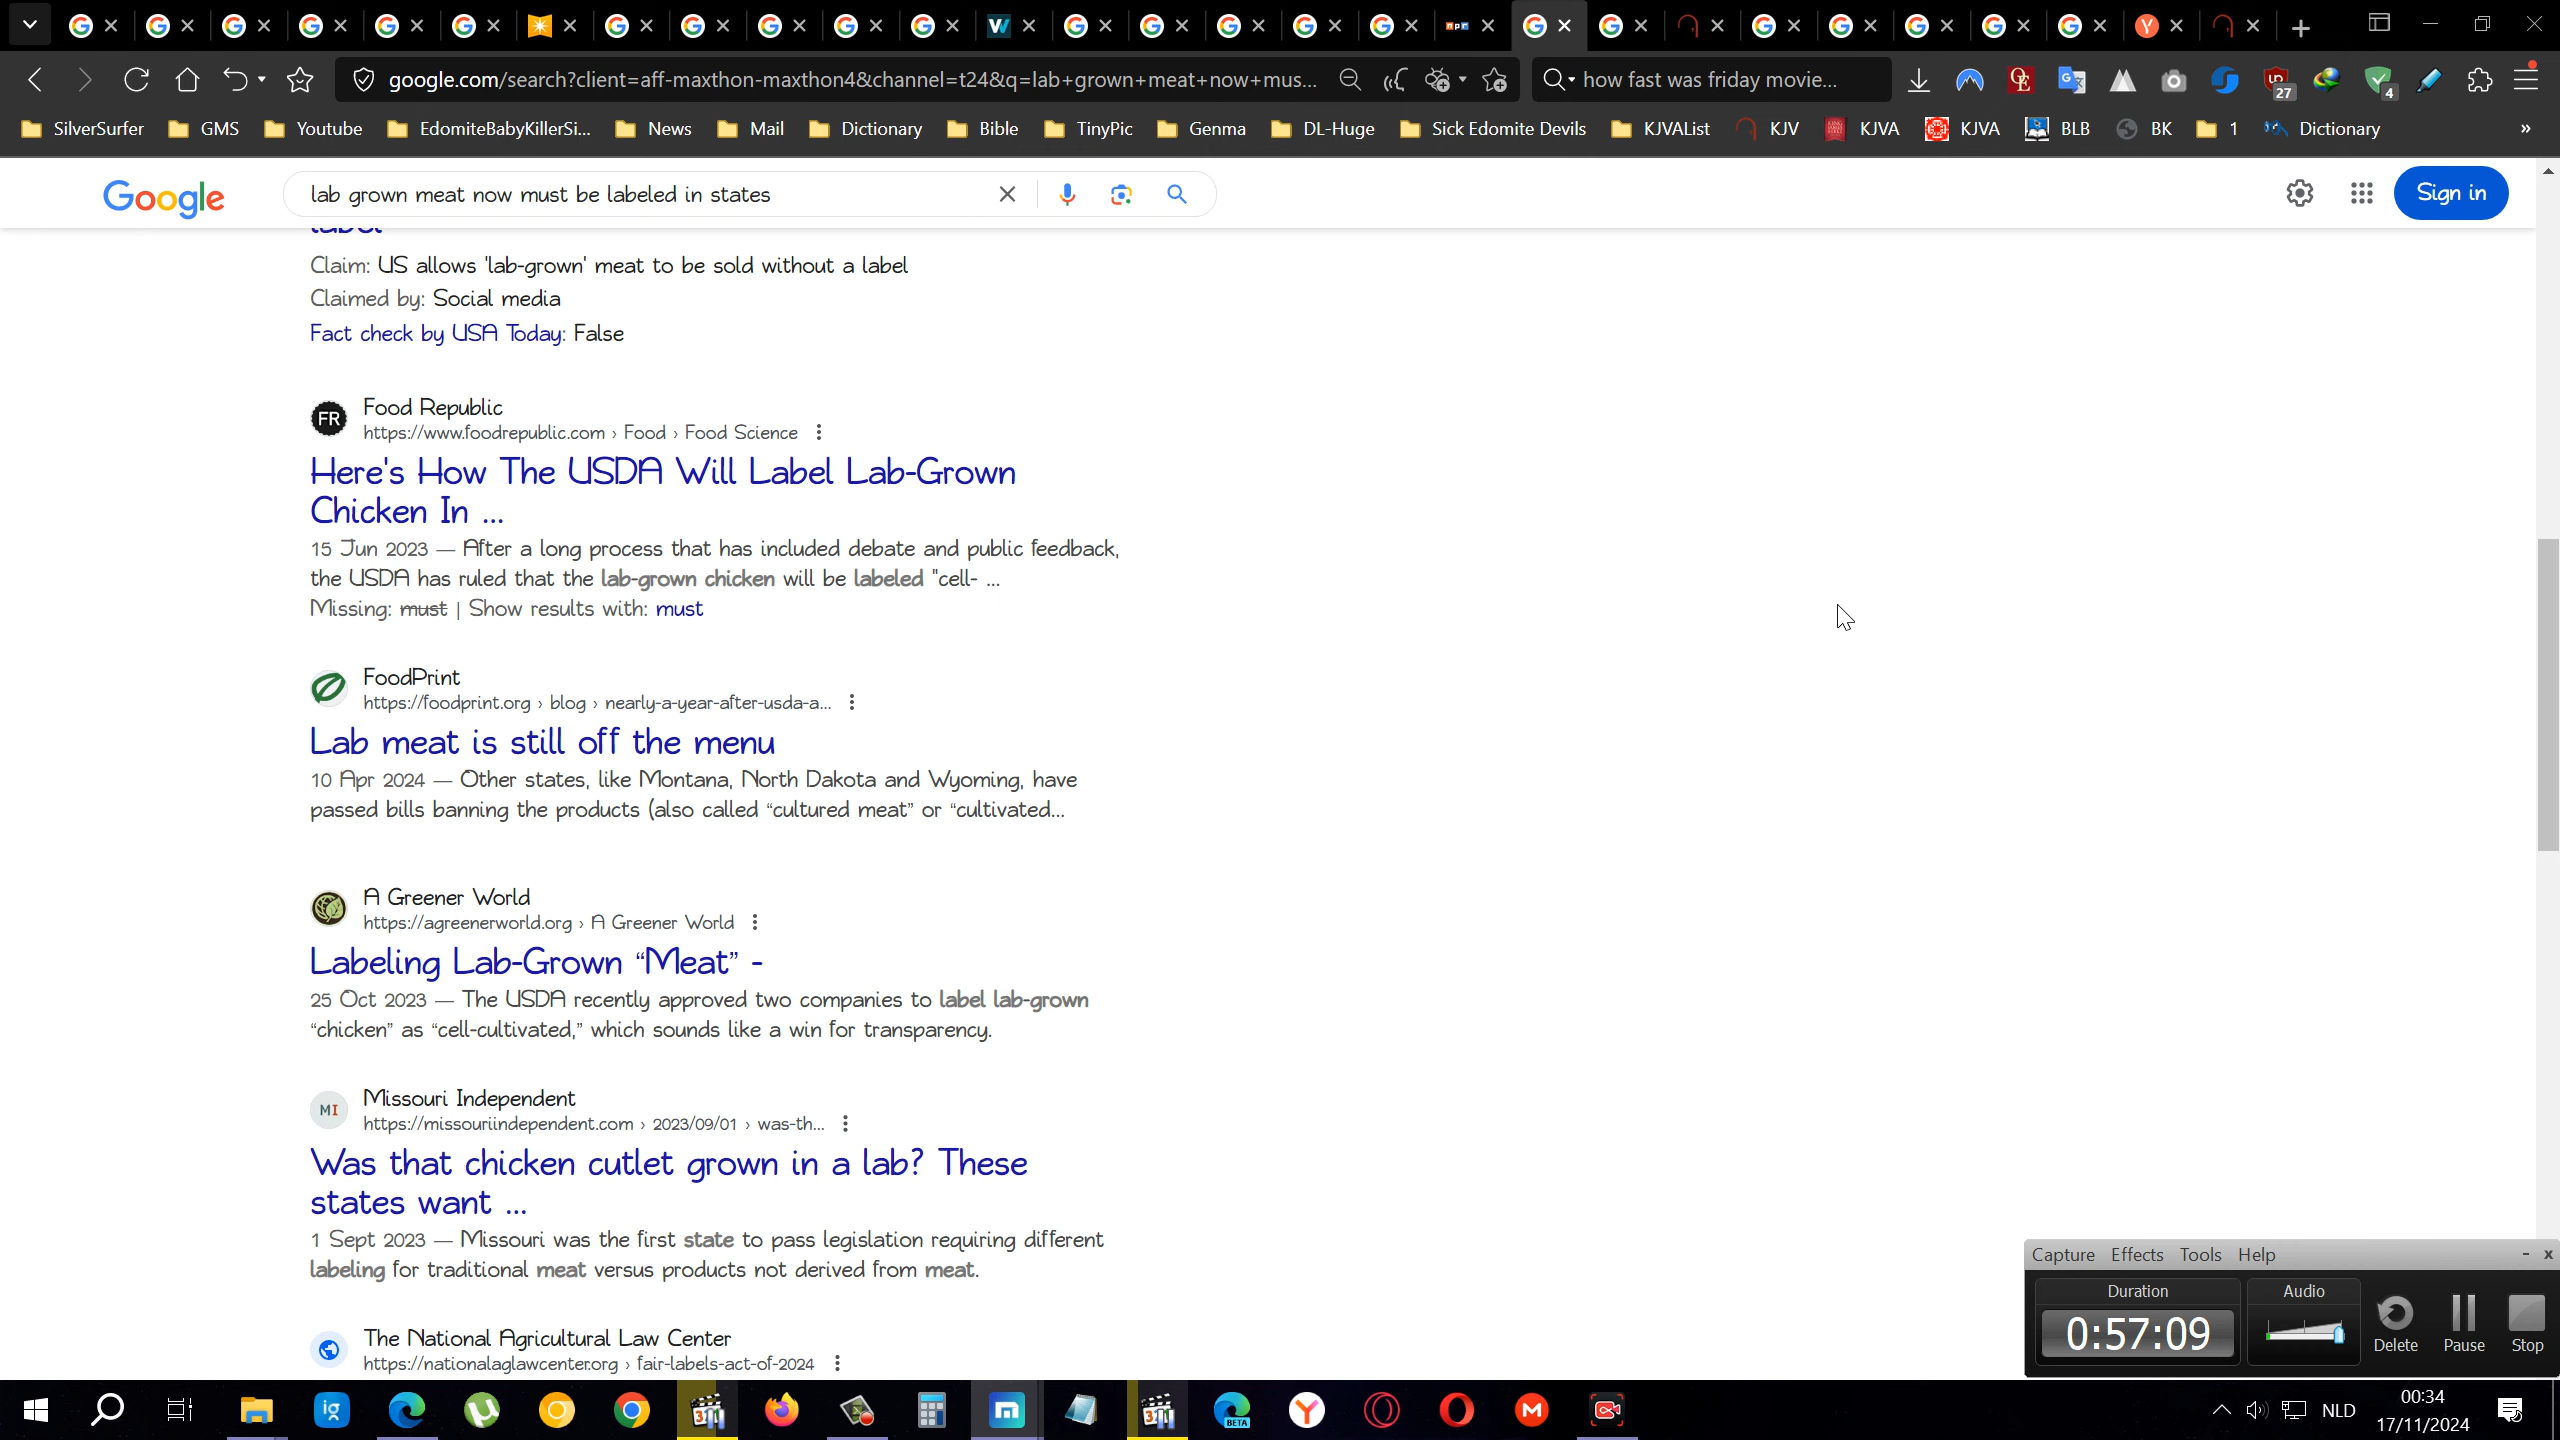 google.com/search?client=aff-maxthon-maxthon4&channel=t24&q=lab+grown+meat+now+mus...
how fast was friday movie...
27
4
SilverSurfer
GMS
Youtube
EdomiteBabyKillerSi...
News
Mail
Dictionary
Bible
TinyPic
Genma
DL-Huge
Sick Edomite Devils
KJVAList
KJV
KJVA
KJVA
BLB
BK
1
Dictionary
»
Google
lab grown meat now must be labeled in states
Sign in
label
Claim: US allows 'lab-grown' meat to be sold without a label
Claimed by: Social media
Fact check by USA Today: False
FR
Food Republic
https://www.foodrepublic.com › Food › Food Science
Here's How The USDA Will Label Lab-Grown
Chicken In ...
15 Jun 2023 — After a long process that has included debate and public feedback,
the USDA has ruled that the lab-grown chicken will be labeled "cell- ...
Missing: must | Show results with: must
FoodPrint
https://foodprint.org › blog › nearly-a-year-after-usda-a...
Lab meat is still off the menu
10 Apr 2024 — Other states, like Montana, North Dakota and Wyoming, have
passed bills banning the products (also called “cultured meat” or “cultivated...
A Greener World
https://agreenerworld.org › A Greener World
Labeling Lab-Grown “Meat” -
25 Oct 2023 — The USDA recently approved two companies to label lab-grown
“chicken” as “cell-cultivated,” which sounds like a win for transparency.
MI
Missouri Independent
https://missouriindependent.com › 2023/09/01 › was-th...
Was that chicken cutlet grown in a lab? These
states want ...
1 Sept 2023 — Missouri was the first state to pass legislation requiring different
labeling for traditional meat versus products not derived from meat.
The National Agricultural Law Center
https://nationalaglawcenter.org › fair-labels-act-of-2024
Capture Effects Tools Help
Duration
Audio
0:57:09
Delete
Pause
Stop
NLD
00:34
17/11/2024